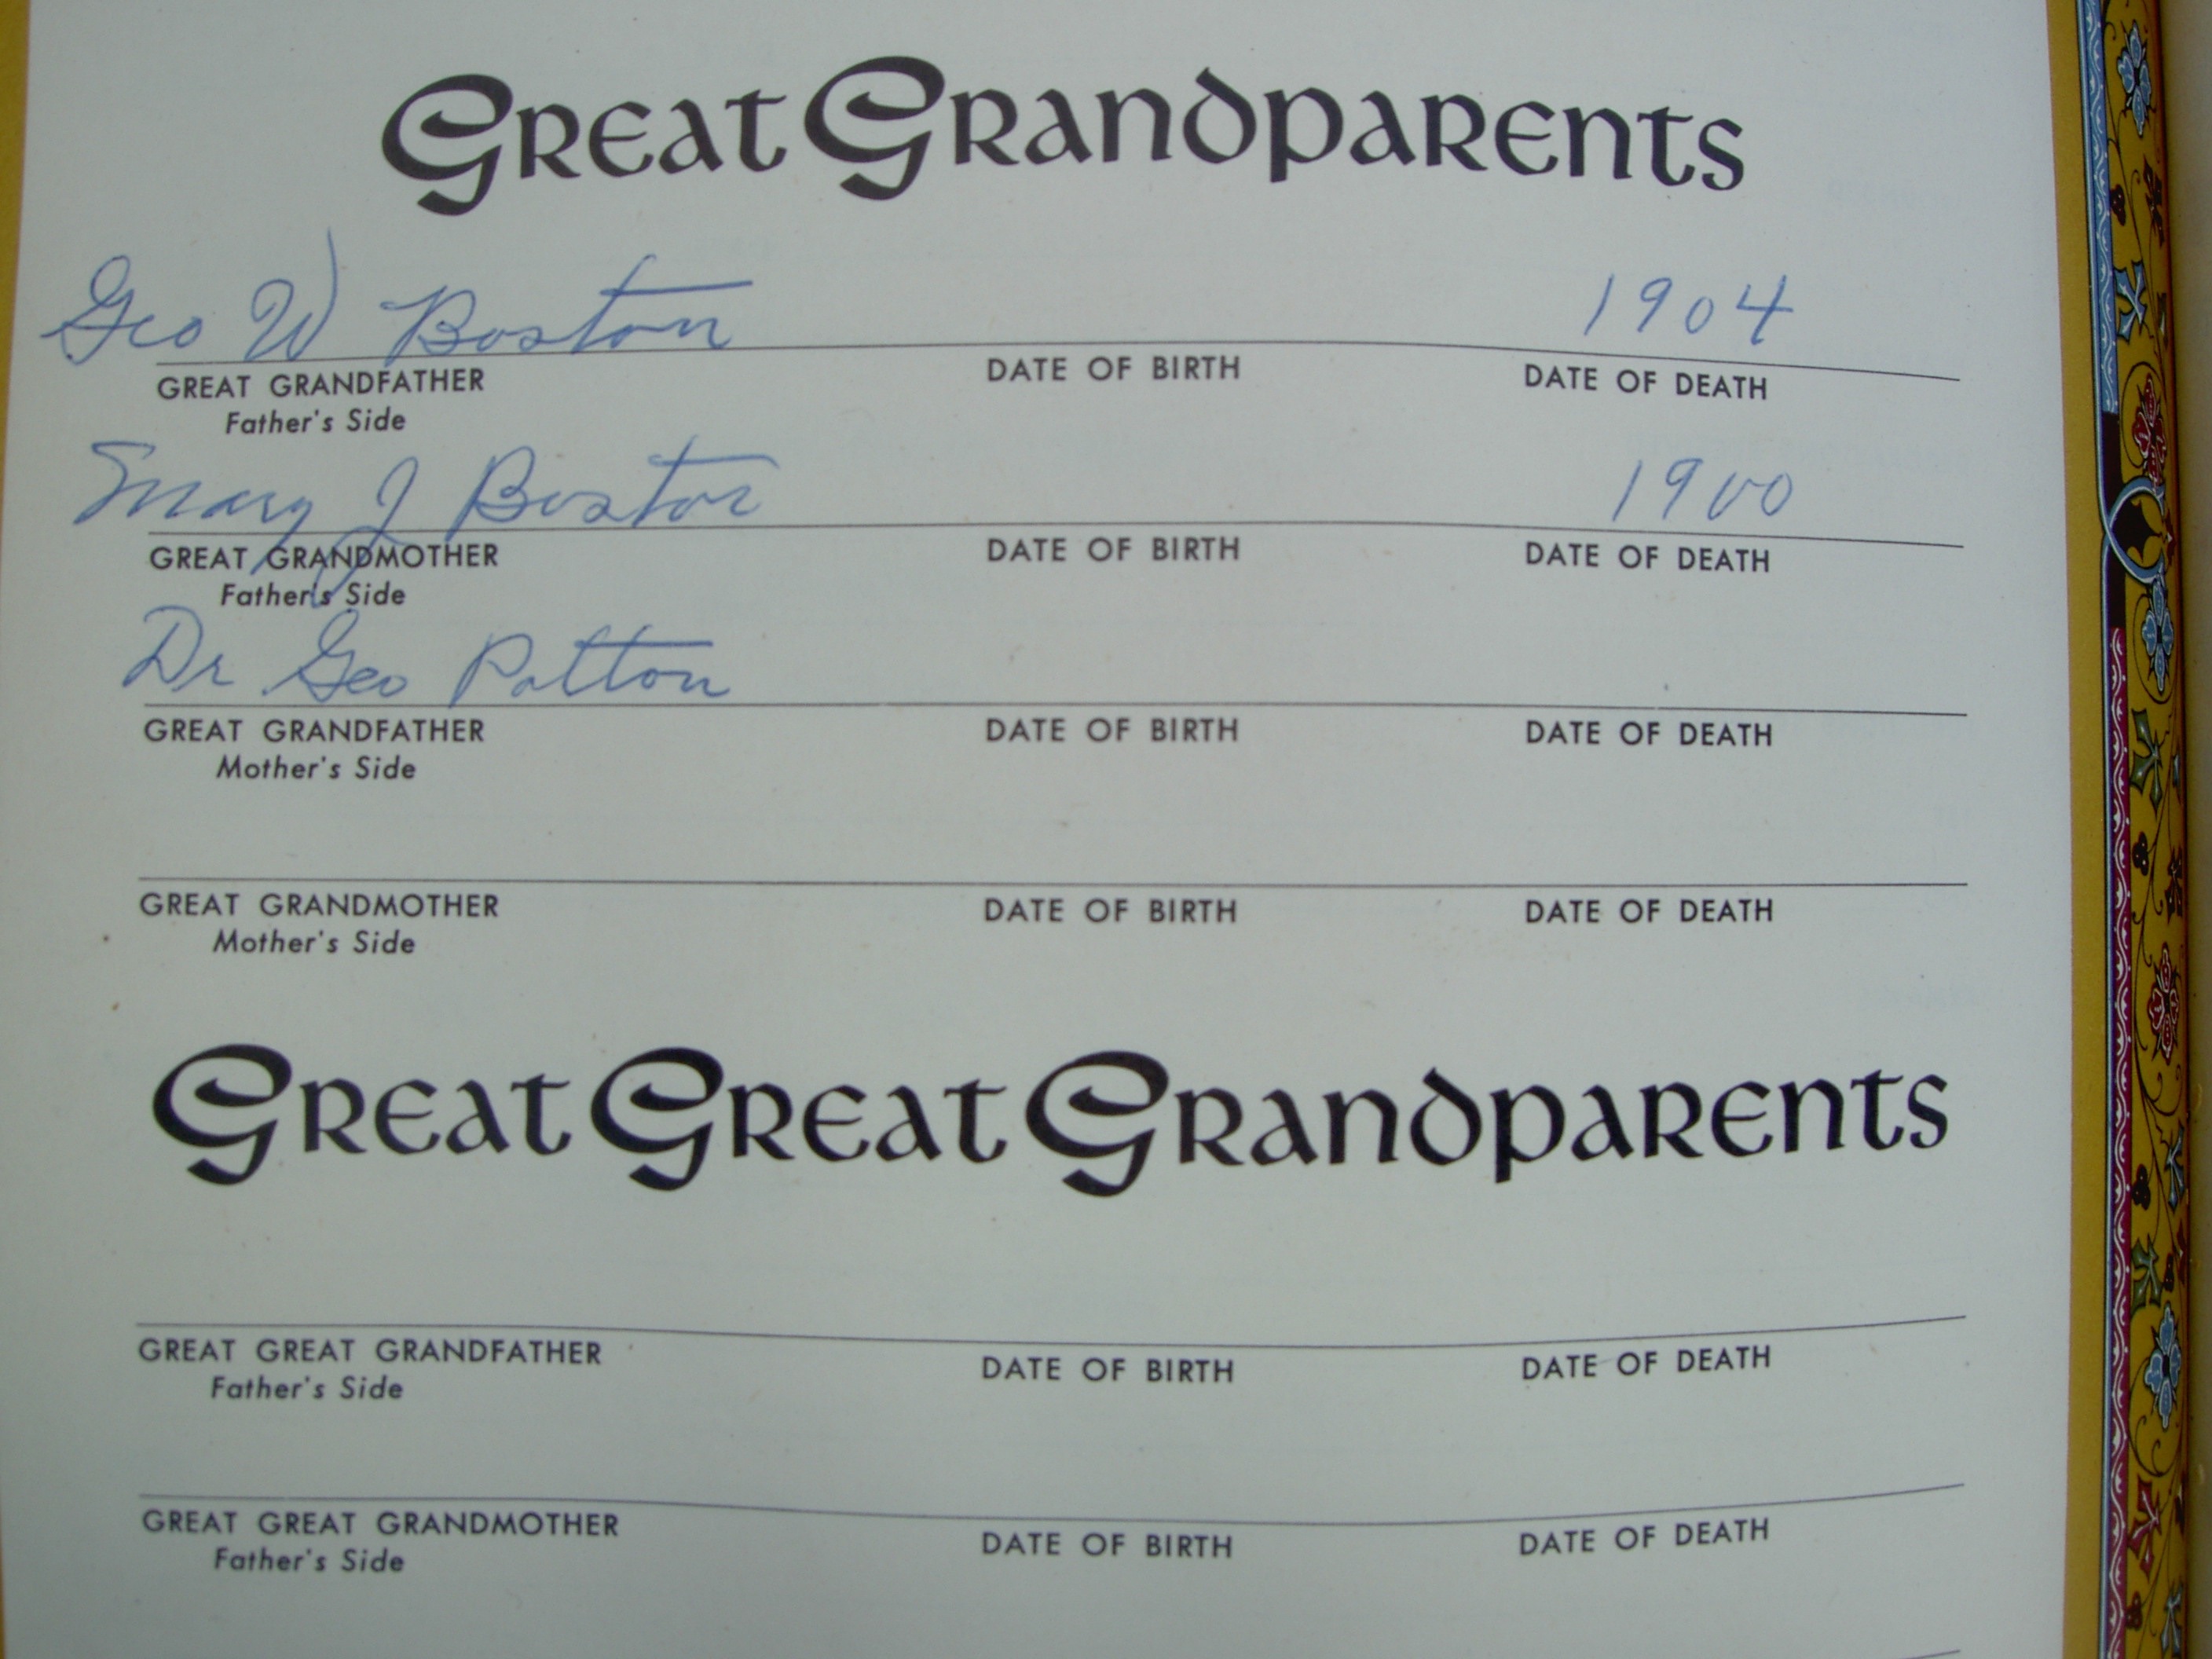 Great Grandparents
Geo W Boston 1904
GREAT GRANDFATHER DATE OF BIRTH DATE OF DEATH
Father's Side
Mary J Boston 1900
GREAT GRANDMOTHER DATE OF BIRTH DATE OF DEATH
Father's Side
Dr Geo Patton
GREAT GRANDFATHER DATE OF BIRTH DATE OF DEATH
Mother's Side
GREAT GRANDMOTHER DATE OF BIRTH DATE OF DEATH
Mother's Side
Great Great Grandparents
GREAT GREAT GRANDFATHER DATE OF BIRTH DATE OF DEATH
Father's Side
GREAT GREAT GRANDMOTHER DATE OF BIRTH DATE OF DEATH
Father's Side